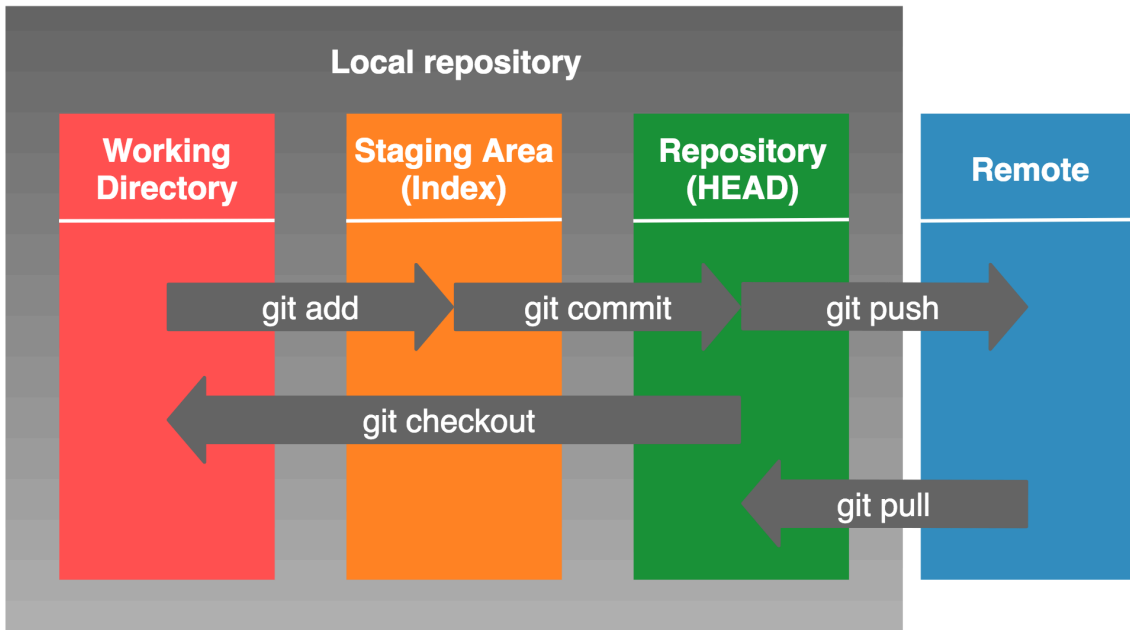 Local repository
Working
Directory
Staging Area
(Index)
Repository
(HEAD)
Remote
git add
git commit
git push
git checkout
git pull